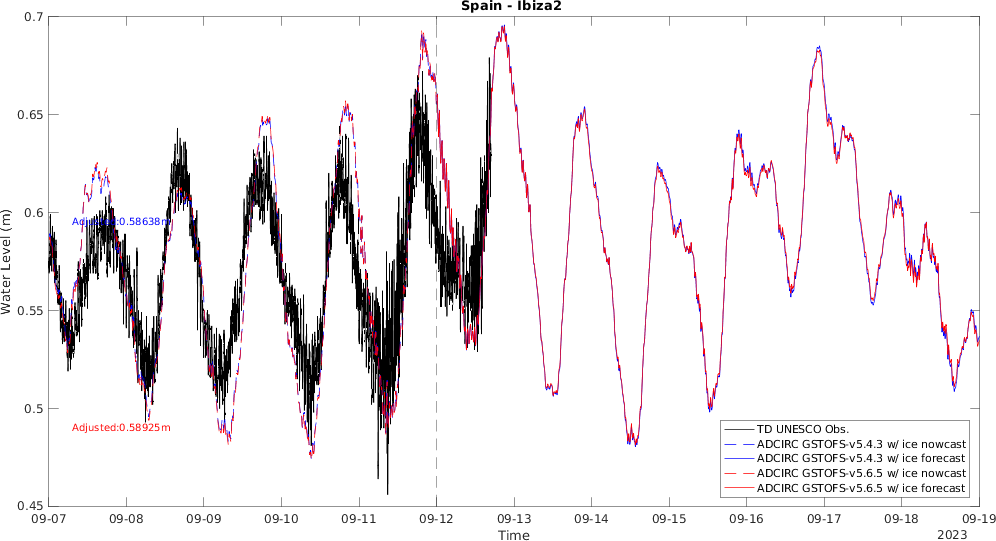 Spain - Ibiza2
0.7
0.65
0.6
0.55
0.5
0.45
Water Level (m)
Adjusted:0.58638m
Adjusted:0.58925m
TD UNESCO Obs.
ADCIRC GSTOFS-v5.4.3 w/ ice nowcast
ADCIRC GSTOFS-v5.4.3 w/ ice forecast
ADCIRC GSTOFS-v5.6.5 w/ ice nowcast
ADCIRC GSTOFS-v5.6.5 w/ ice forecast
09-07 09-08 09-09 09-10 09-11 09-12 09-13 09-14 09-15 09-16 09-17 09-18 09-19
Time
2023